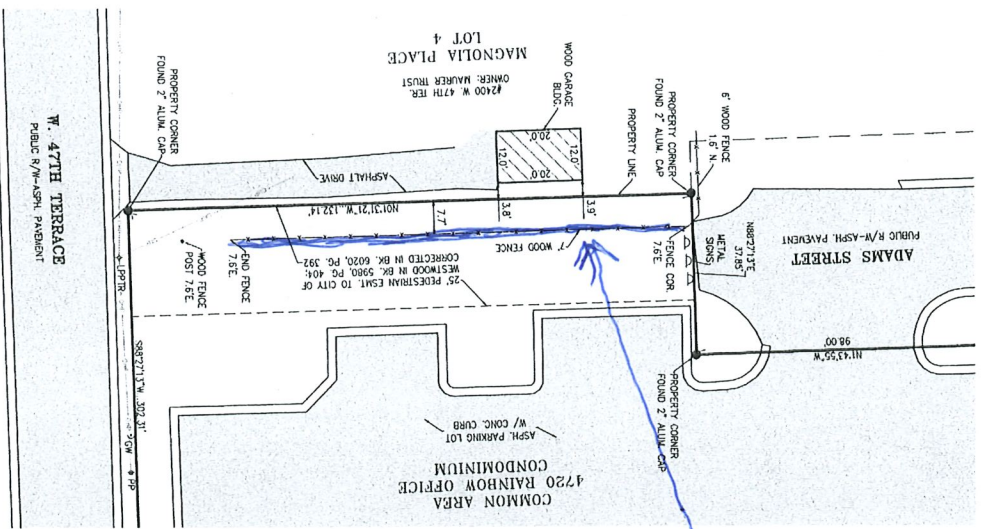 W. 47TH TERRACE
PUBLIC R/W-ASPH. PAVEMENT
PROPERTY CORNER
FOUND 2" ALUM. CAP
MAGNOLIA PLACE
LOT 4
#2400 W. 47TH TER.
OWNER: MAURER TRUST
WOOD GARAGE
BLDG.
20.0'
12.0'
12.0'
20.0'
ASPHALT DRIVE
PROPERTY LINE
PROPERTY CORNER
FOUND 2" ALUM. CAP
6' WOOD FENCE
1.6' N.
N01°31'21"W...132.14'
7.7'
3.8'
3.9'
7' WOOD FENCE
FENCE COR.
7.6'E.
END FENCE
7.6'E.
WOOD FENCE
POST 7.6'E.
25' PEDESTRIAN ESMT. TO CITY OF
WESTWOOD IN BK. 5980, PG. 404;
CORRECTED IN BK. 6020, PG. 392
METAL
SIGNS
N88°27'13"E
37.85'
ADAMS STREET
PUBLIC R/W-ASPH. PAVEMENT
98.00'
N1°43'55"W
PROPERTY CORNER
FOUND 2" ALUM. CAP
LPPTR
S88°27'13"W...302.31'
GW
PP
ASPH. PARKING LOT
W/ CONC. CURB
COMMON AREA
4720 RAINBOW OFFICE
CONDOMINIUM